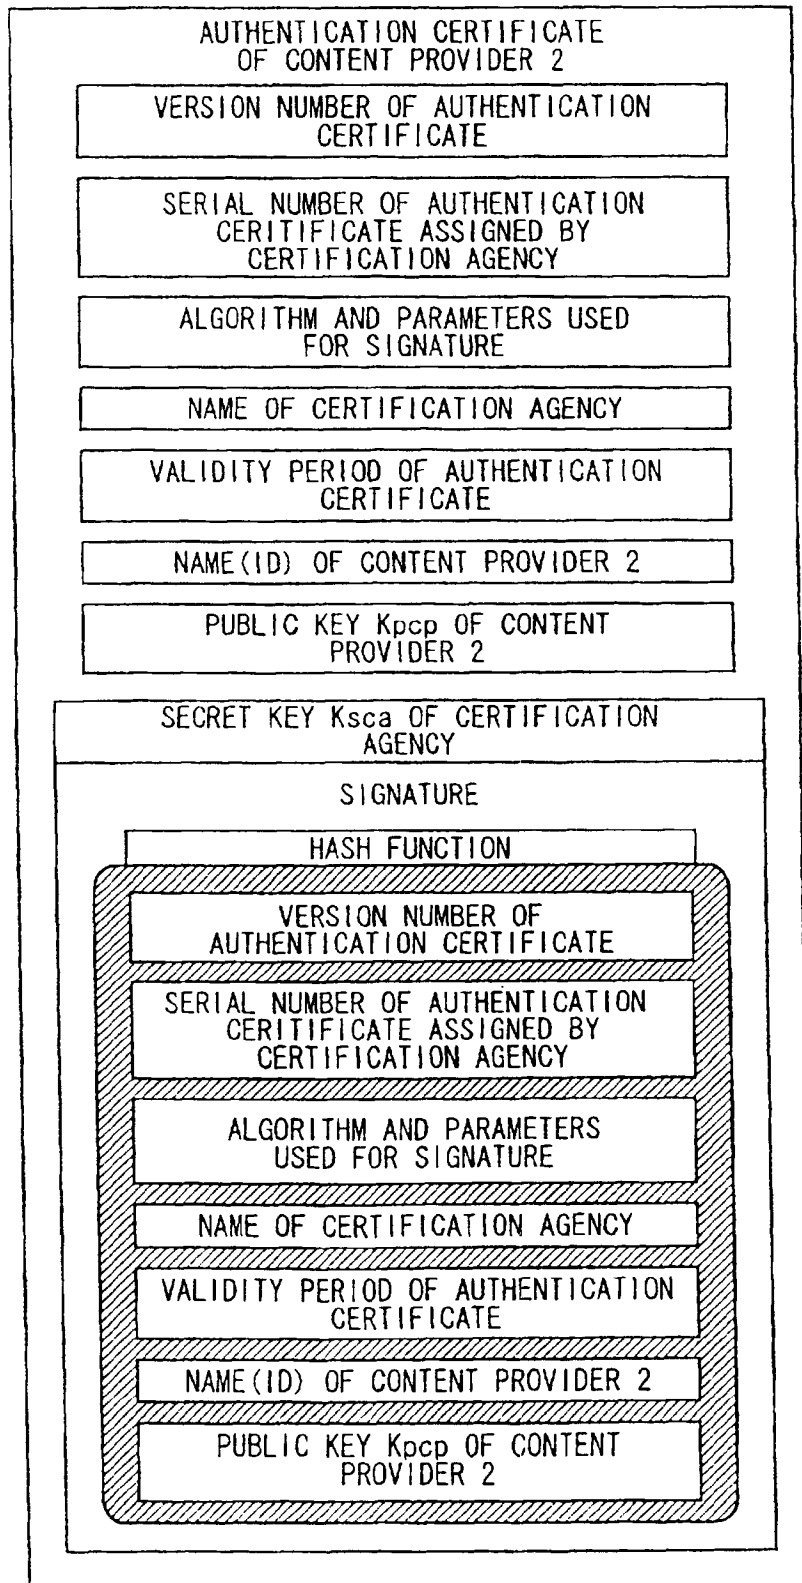 AUTHENTICATION CERTIFICATE
OF CONTENT PROVIDER 2
VERSION NUMBER OF AUTHENTICATION
CERTIFICATE
SERIAL NUMBER OF AUTHENTICATION
CERITIFICATE ASSIGNED BY
CERTIFICATION AGENCY
ALGORITHM AND PARAMETERS USED
FOR SIGNATURE
NAME OF CERTIFICATION AGENCY
VALIDITY PERIOD OF AUTHENTICATION
CERTIFICATE
NAME(ID) OF CONTENT PROVIDER 2
PUBLIC KEY Kpcp OF CONTENT
PROVIDER 2
SECRET KEY Ksca OF CERTIFICATION
AGENCY
SIGNATURE
HASH FUNCTION
VERSION NUMBER OF
AUTHENTICATION CERTIFICATE
SERIAL NUMBER OF AUTHENTICATION
CERITIFICATE ASSIGNED BY
CERTIFICATION AGENCY
ALGORITHM AND PARAMETERS
USED FOR SIGNATURE
NAME OF CERTIFICATION AGENCY
VALIDITY PERIOD OF AUTHENTICATION
CERTIFICATE
NAME(ID) OF CONTENT PROVIDER 2
PUBLIC KEY Kpcp OF CONTENT
PROVIDER 2